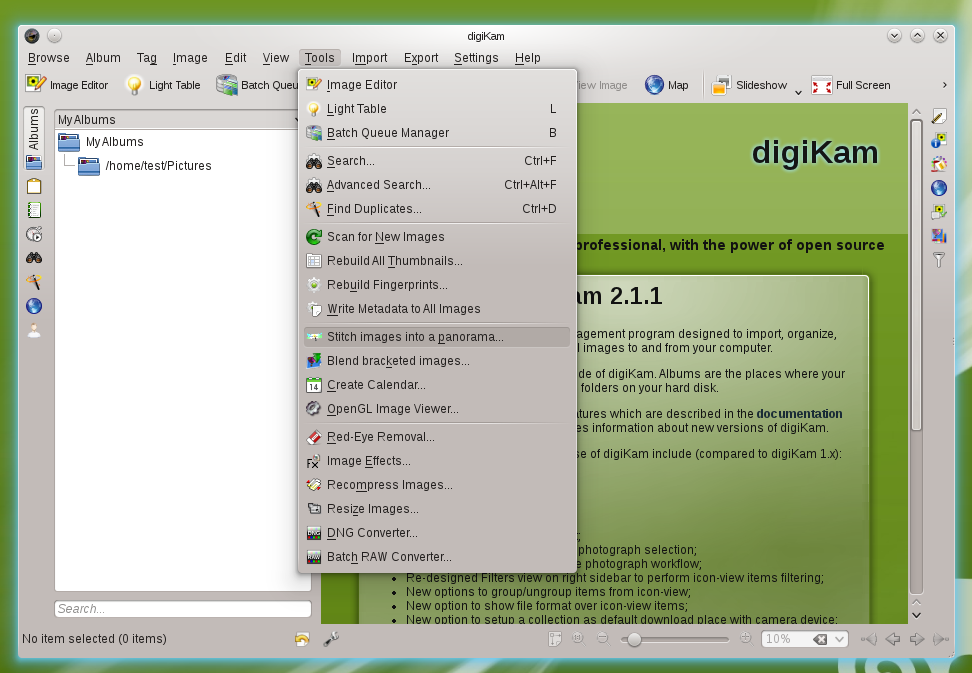 digiKam
Browse Album Tag Image Edit View Tools Import Export Settings Help
Image Editor Light Table Batch Queu iew Image Map Slideshow Full Screen
Albums
My Albums
My Albums
/home/test/Pictures
Image Editor
Light Table L
Batch Queue Manager B
Search... Ctrl+F
Advanced Search... Ctrl+Alt+F
Find Duplicates... Ctrl+D
Scan for New Images
Rebuild All Thumbnails...
Rebuild Fingerprints...
Write Metadata to All Images
Stitch images into a panorama...
Blend bracketed images...
Create Calendar...
OpenGL Image Viewer...
Red-Eye Removal...
Image Effects...
Recompress Images...
Resize Images...
DNG Converter...
Batch RAW Converter...
digiKam
professional, with the power of open source
am 2.1.1
agement program designed to import, organize,
l images to and from your computer.
de of digiKam. Albums are the places where your
folders on your hard disk.
atures which are described in the documentation
es information about new versions of digiKam.
se of digiKam include (compared to digiKam 1.x):
photograph selection;
e photograph workflow;
Re-designed Filters view on right sidebar to perform icon-view items filtering;
New options to group/ungroup items from icon-view;
New option to show file format over icon-view items;
New option to setup a collection as default download place with camera device;
Search...
No item selected (0 items)
10%